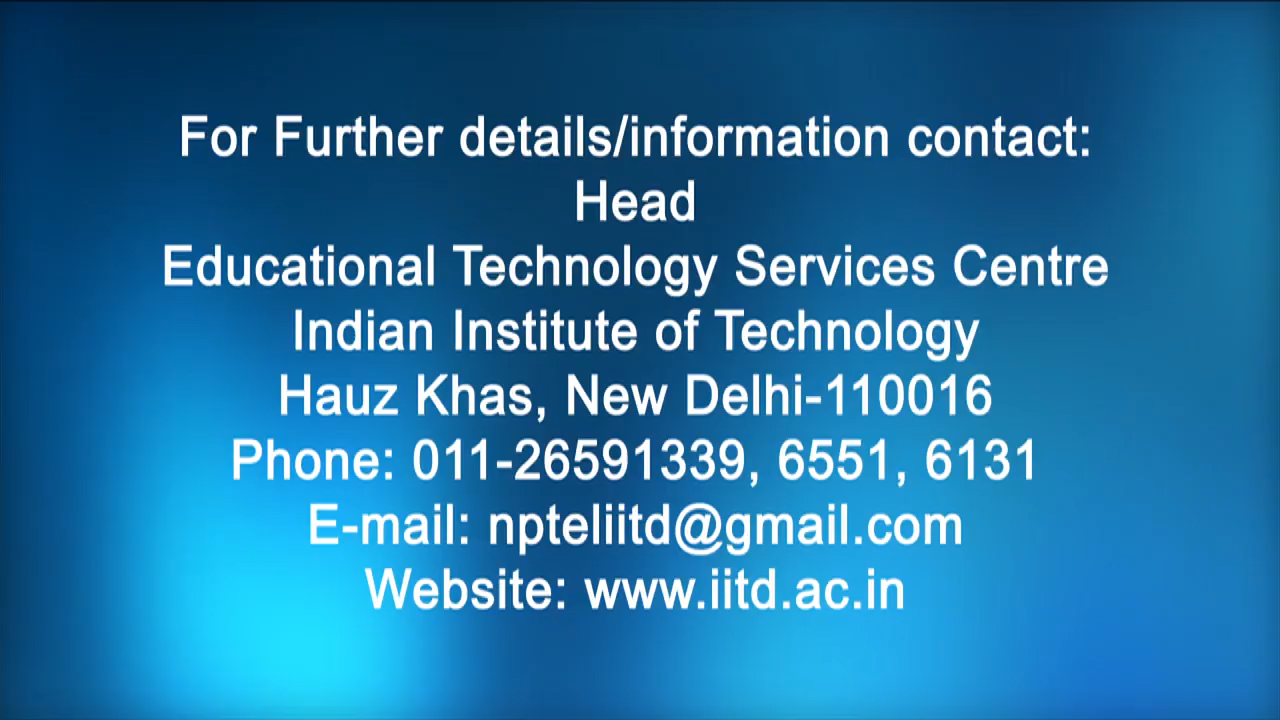 For Further details/information contact:
Head
Educational Technology Services Centre
Indian Institute of Technology
Hauz Khas, New Delhi-110016
Phone: 011-26591339, 6551, 6131
E-mail: npteliitd@gmail.com
Website: www.iitd.ac.in